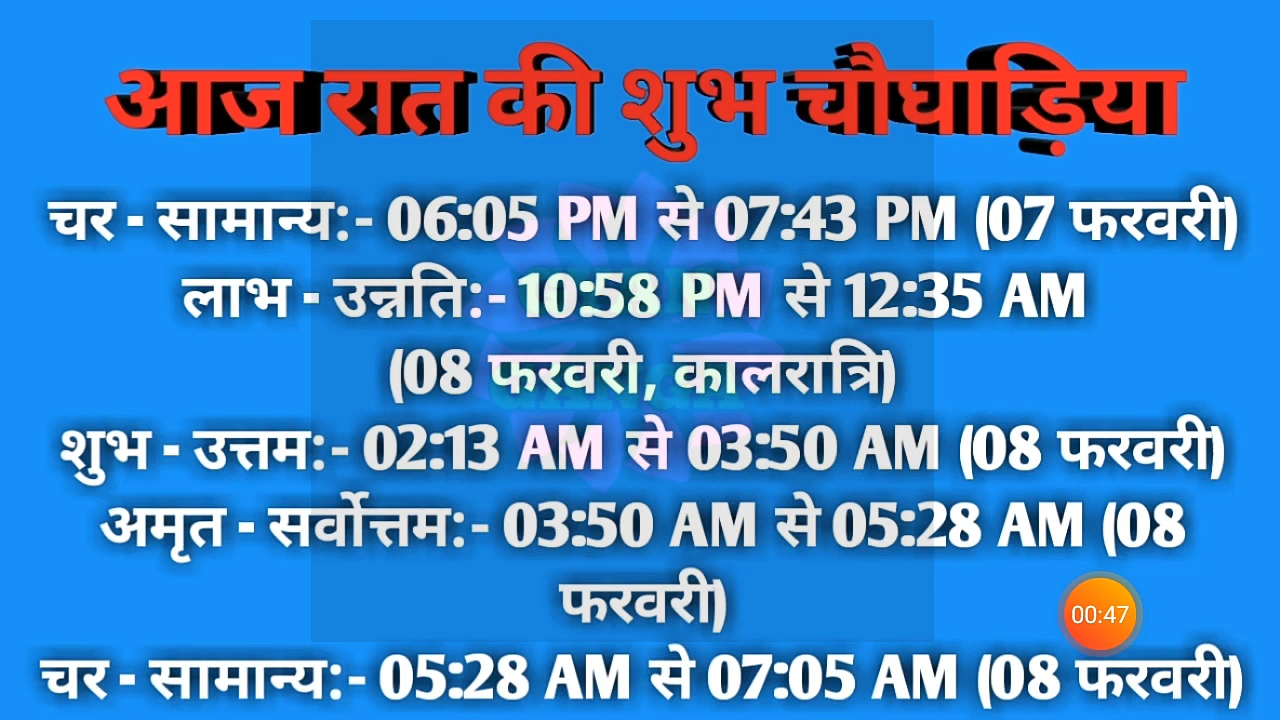 आज रात की शुभ चौघाड़िया
चर - सामान्य:- 06:05 PM से 07:43 PM (07 फरवरी)
लाभ - उन्नति:- 10:58 PM से 12:35 AM
(08 फरवरी, कालरात्रि)
शुभ - उत्तम:- 02:13 AM से 03:50 AM (08 फरवरी)
अमृत - सर्वोत्तम:- 03:50 AM से 05:28 AM (08
फरवरी)
00:47
चर - सामान्य:- 05:28 AM से 07:05 AM (08 फरवरी)